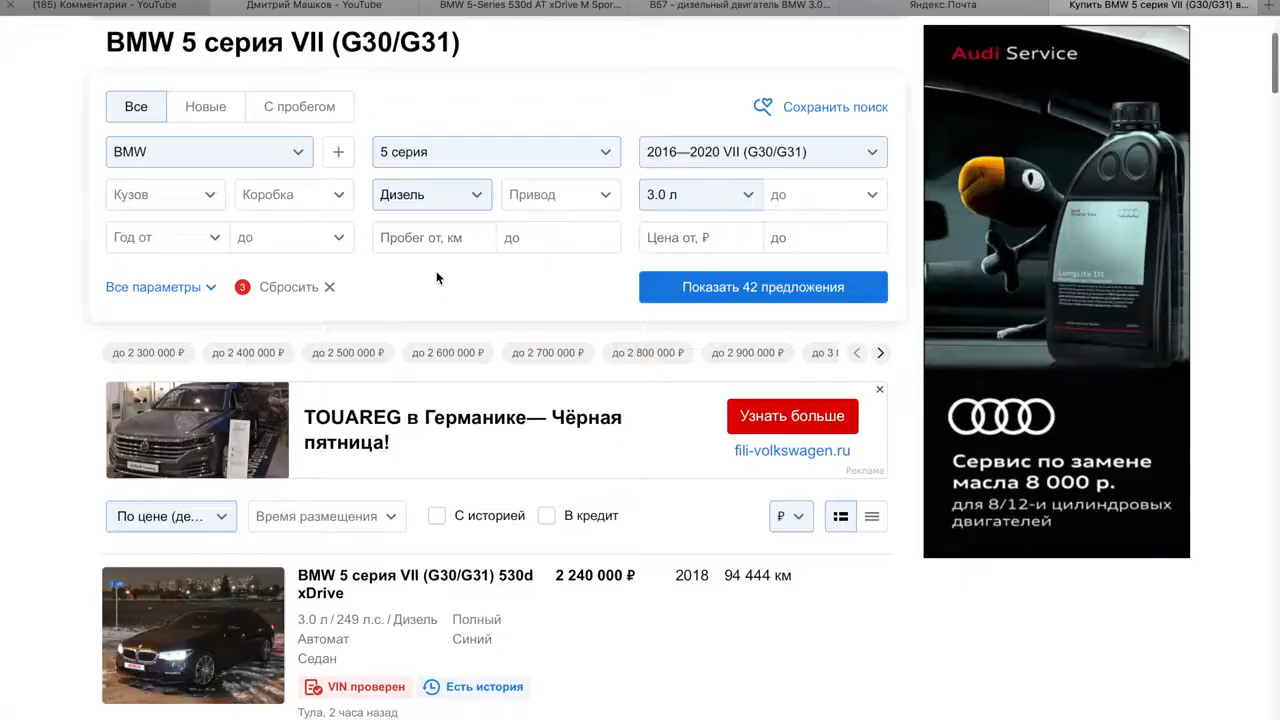 (185) Комментарии - YouTube
Дмитрий Машков - YouTube
BMW 5-Series 530d AT xDrive M Spor...
B57 - дизельный двигатель BMW 3.0...
Яндекс.Почта
Купить BMW 5 серия VII (G30/G31) в...
BMW 5 серия VII (G30/G31)
Все Новые С пробегом
Сохранить поиск
BMW 5 серия 2016—2020 VII (G30/G31)
Кузов Коробка Дизель Привод 3.0 л до
Год от до Пробег от, км до Цена от, ₽ до
Все параметры 3 Сбросить Показать 42 предложения
до 2 300 000 ₽ до 2 400 000 ₽ до 2 500 000 ₽ до 2 600 000 ₽ до 2 700 000 ₽ до 2 800 000 ₽ до 2 900 000 ₽
TOUAREG в Германике— Чёрная
пятница!
Узнать больше
fili-volkswagen.ru
Реклама
По цене (де... Время размещения С историей В кредит ₽
BMW 5 серия VII (G30/G31) 530d
xDrive
2 240 000 ₽ 2018 94 444 км
3.0 л / 249 л.с. / Дизель Полный
Автомат Синий
Седан
VIN проверен Есть история
Тула, 2 часа назад
Audi Service
LongLife III
Сервис по замене
масла 8 000 р.
для 8/12-и цилиндровых
двигателей